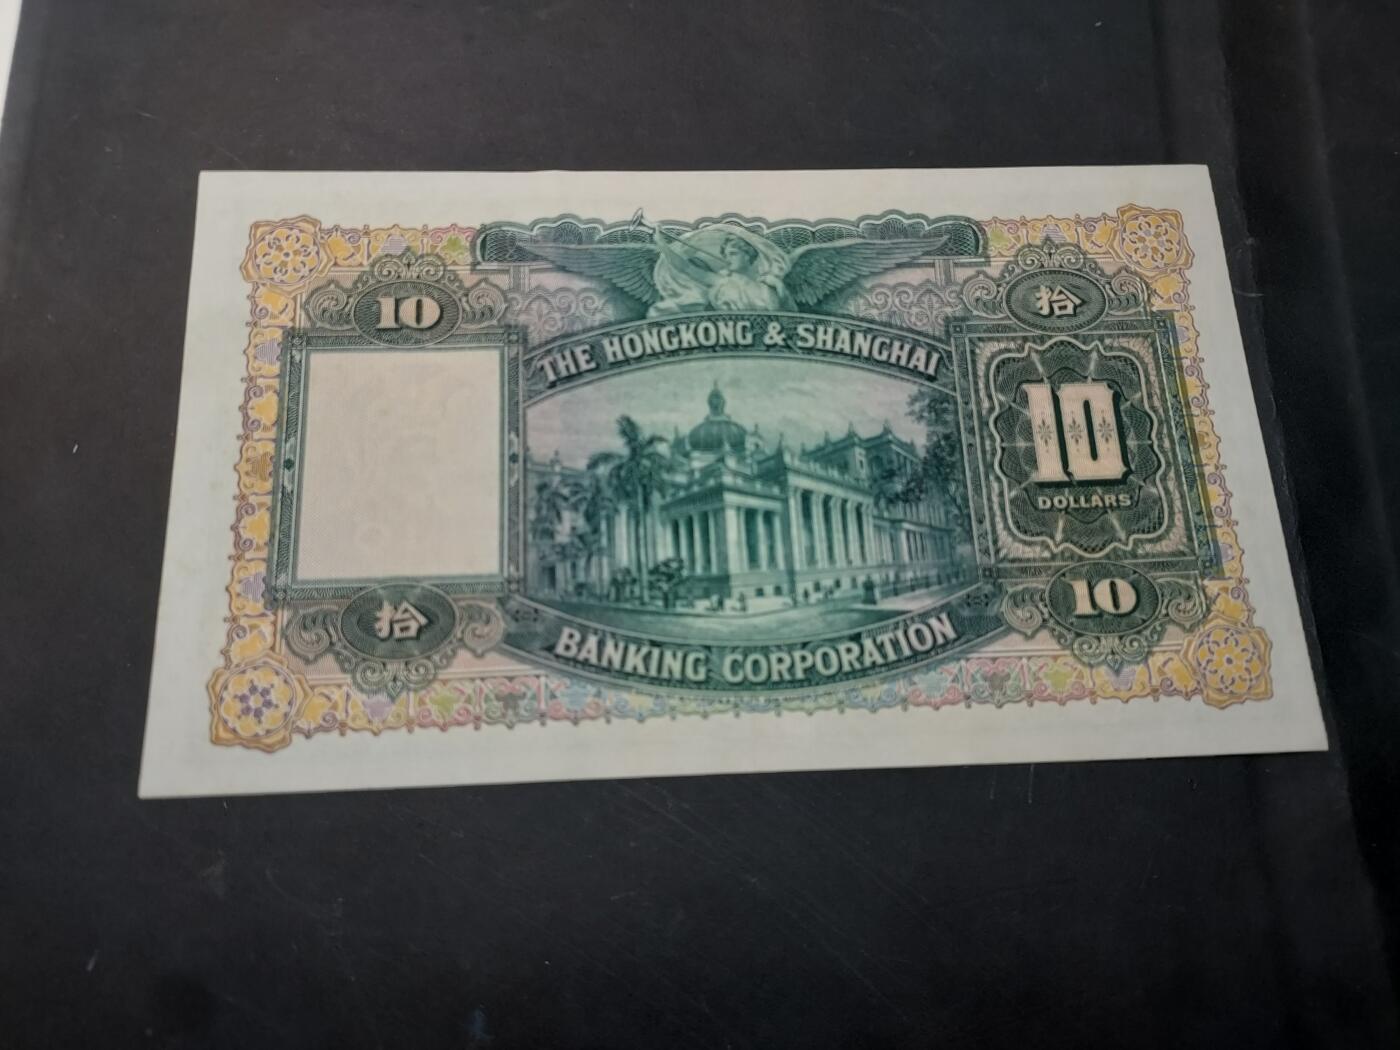 10
拾
THE HONGKONG & SHANGHAI
10
DOLLARS
拾
10
BANKING CORPORATION